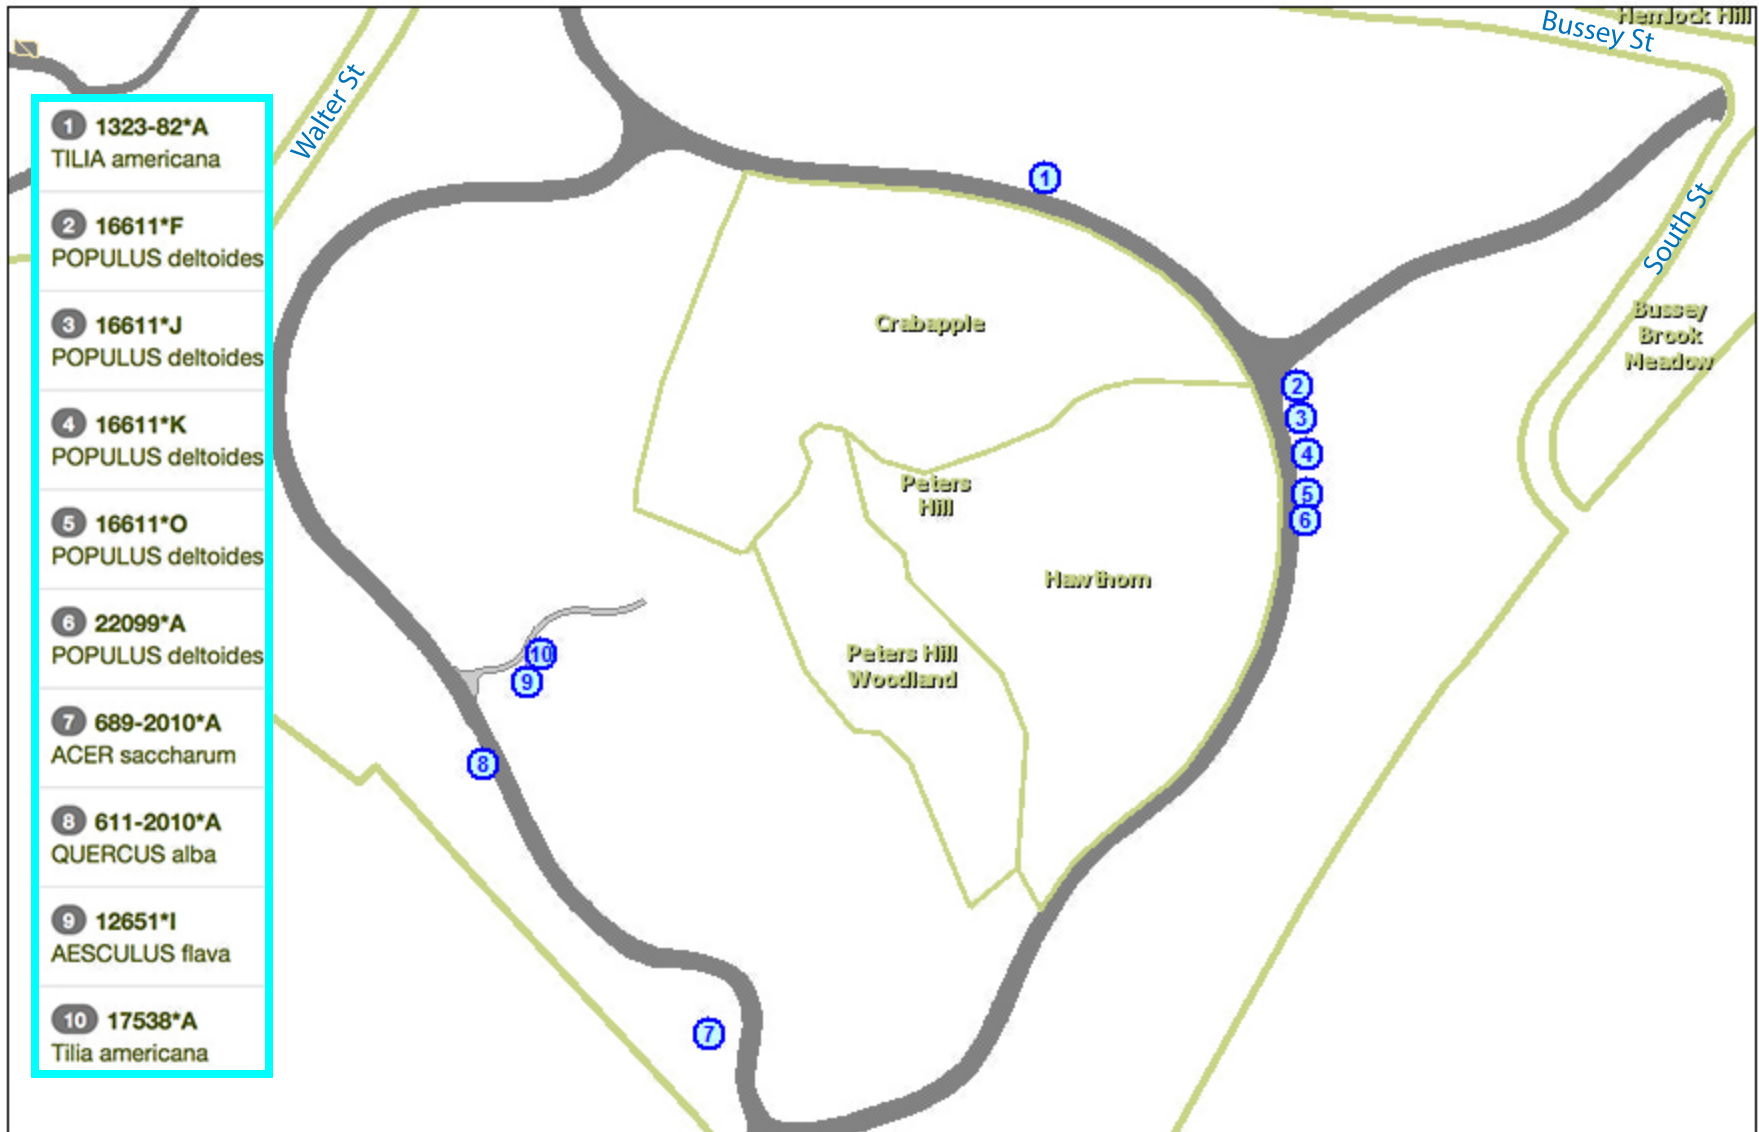 Hemlock Hill
Bussey St
Walter St
1 1323-82*A
TILIA americana
2 16611*F
POPULUS deltoides
3 16611*J
POPULUS deltoides
4 16611*K
POPULUS deltoides
5 16611*O
POPULUS deltoides
6 22099*A
POPULUS deltoides
7 689-2010*A
ACER saccharum
8 611-2010*A
QUERCUS alba
9 12651*I
AESCULUS flava
10 17538*A
Tilia americana
1
South St
Bussey
Brook
Meadow
Crabapple
2
3
4
5
6
Peters
Hill
Hawthorn
Peters Hill
Woodland
10
9
8
7